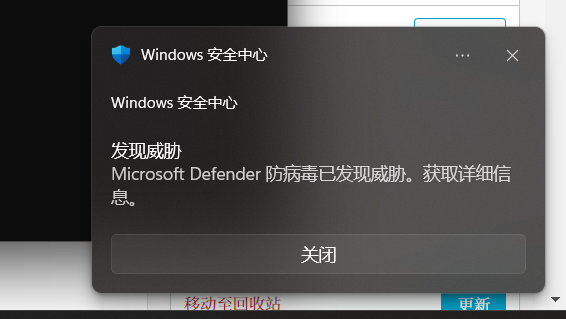 Windows 安全中心
Windows 安全中心
发现威胁
Microsoft Defender 防病毒已发现威胁。获取详细信
息。
关闭
移动至回收站
更新